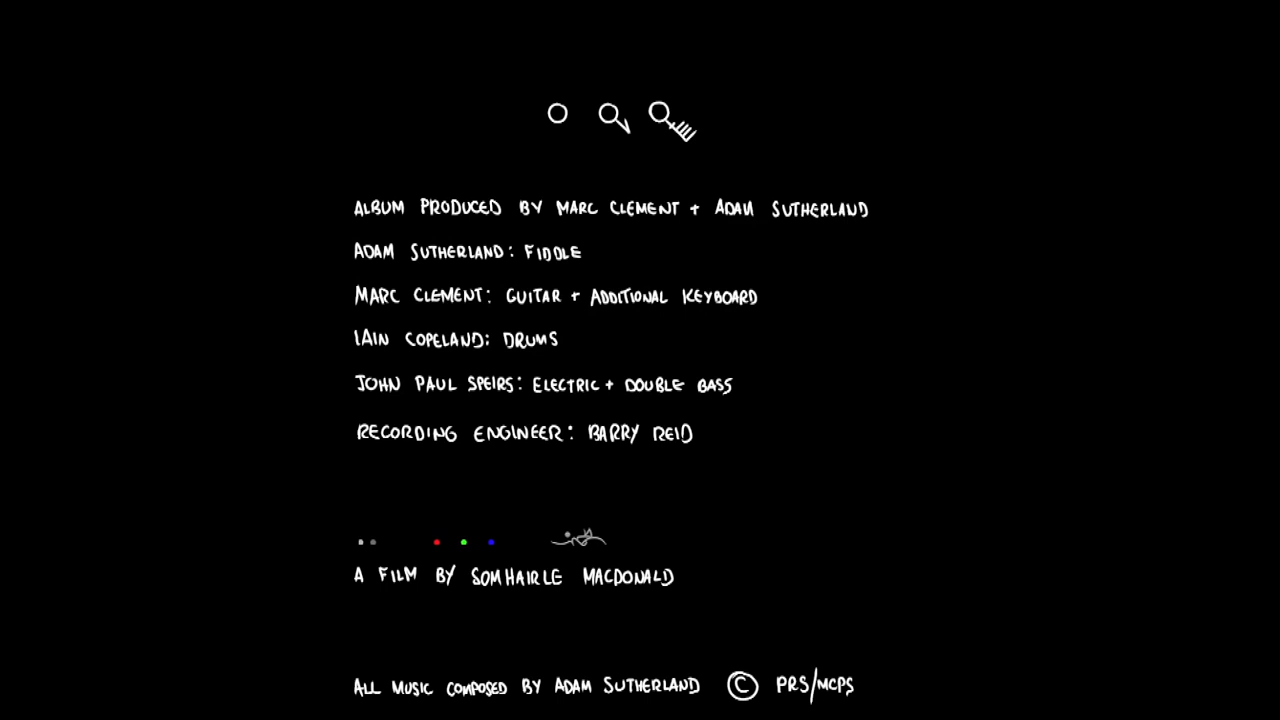 ALBUM PRODUCED BY MARC CLEMENT + ADAM SUTHERLAND
ADAM SUTHERLAND: FIDDLE
MARC CLEMENT: GUITAR + ADDITIONAL KEYBOARD
IAIN COPELAND: DRUMS
JOHN PAUL SPEIRS: ELECTRIC + DOUBLE BASS
RECORDING ENGINEER: BARRY REID
A FILM BY SOMHAIRLE MACDONALD
ALL MUSIC COMPOSED BY ADAM SUTHERLAND © PRS/MCPS